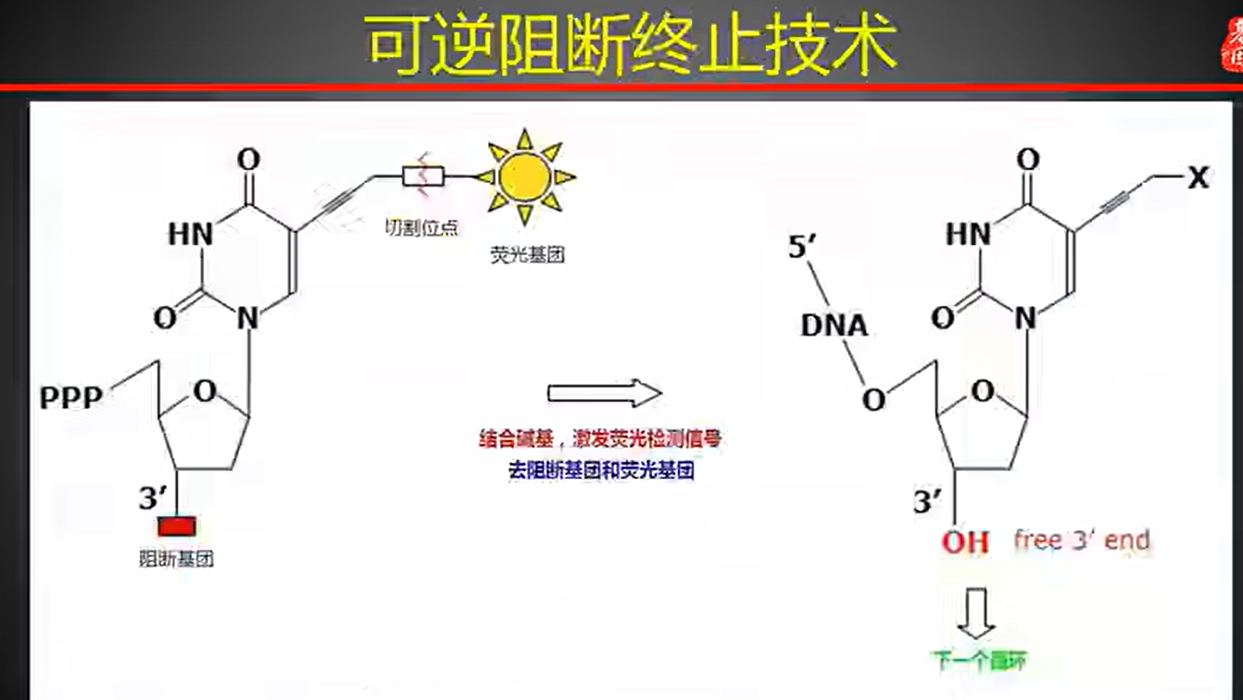 可逆阻断终止技术
O
HN
O
N
切割位点
荧光基团
PPP
O
3′
阻断基团
结合碱基，激发荧光检测信号
去阻断基团和荧光基团
O
X
HN
5′
O
N
DNA
O
O
3′
OH free 3′ end
下一个循环